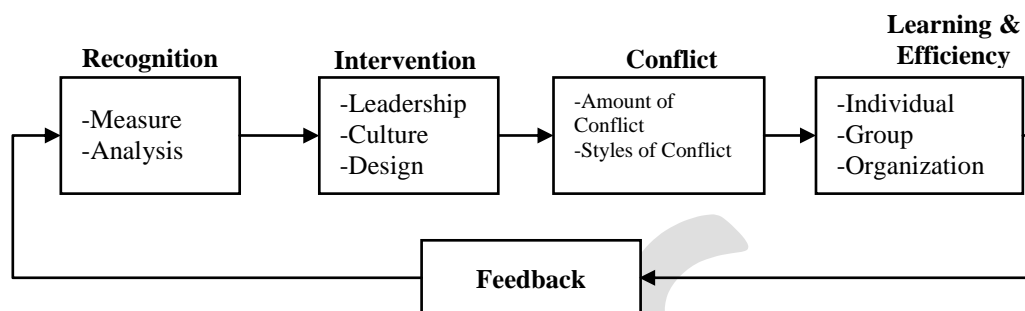 Recognition
-Measure
-Analysis
Intervention
-Leadership
-Culture
-Design
Conflict
-Amount of
Conflict
-Styles of Conflict
Learning &
Efficiency
-Individual
-Group
-Organization
Feedback